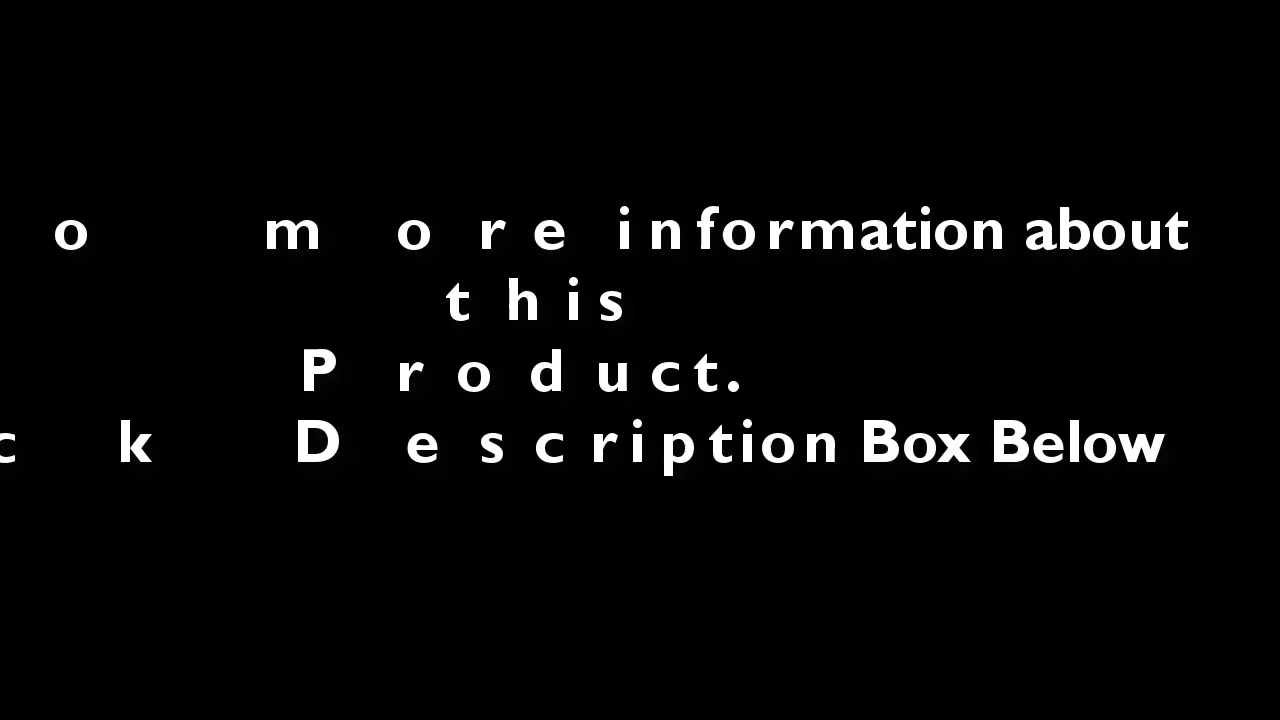 o more information about
this
Product.
c k Description Box Below